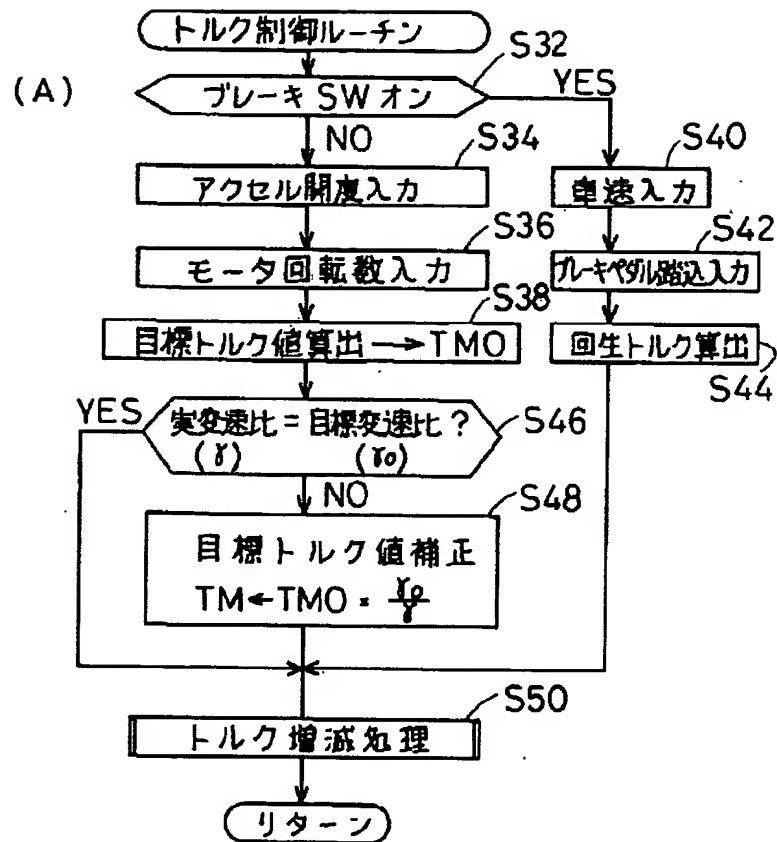 トルク制御ルーチン
S32
(A)
ブレーキSWオン
YES
NO
S34
S40
アクセル開度入力
車速入力
S36
S42
モータ回転数入力
ブレーキペダル踏込入力
S38
目標トルク値算出→TMO
回生トルク算出
S44
YES
実変速比=目標変速比?
S46
(γ) (γo)
NO
S48
目標トルク値補正
TM←TMO・γo/γ
S50
トルク増減処理
リターン